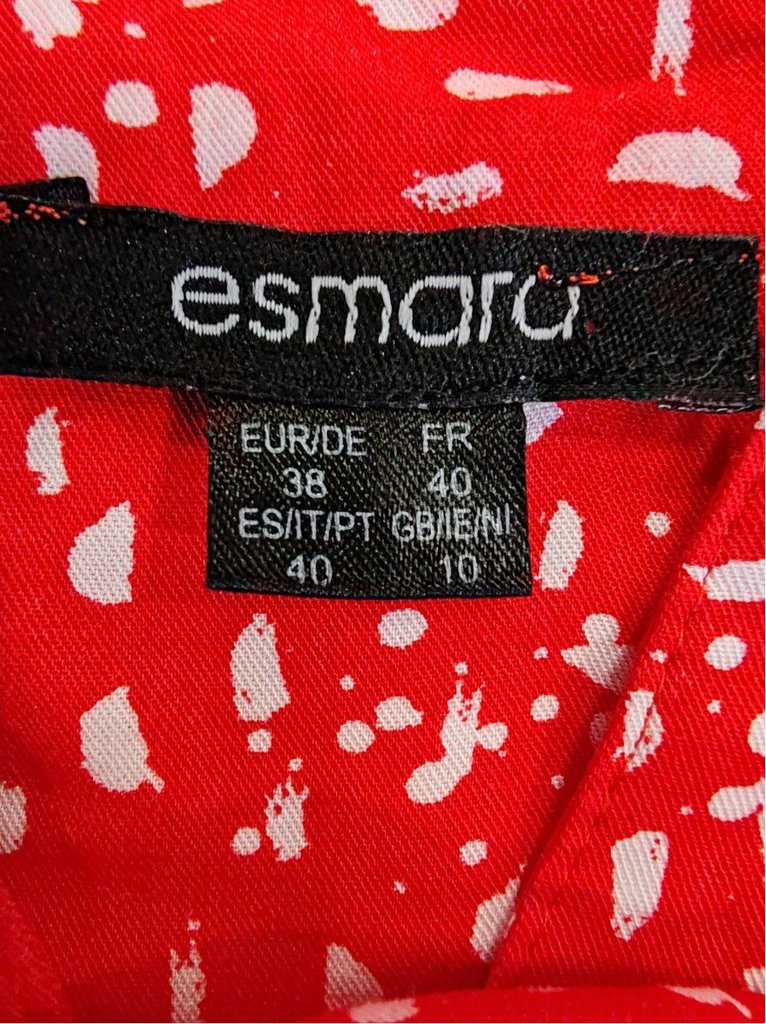 esmara
EUR/DE FR
38 40
ES/IT/PT GB/IE/NI
40 10